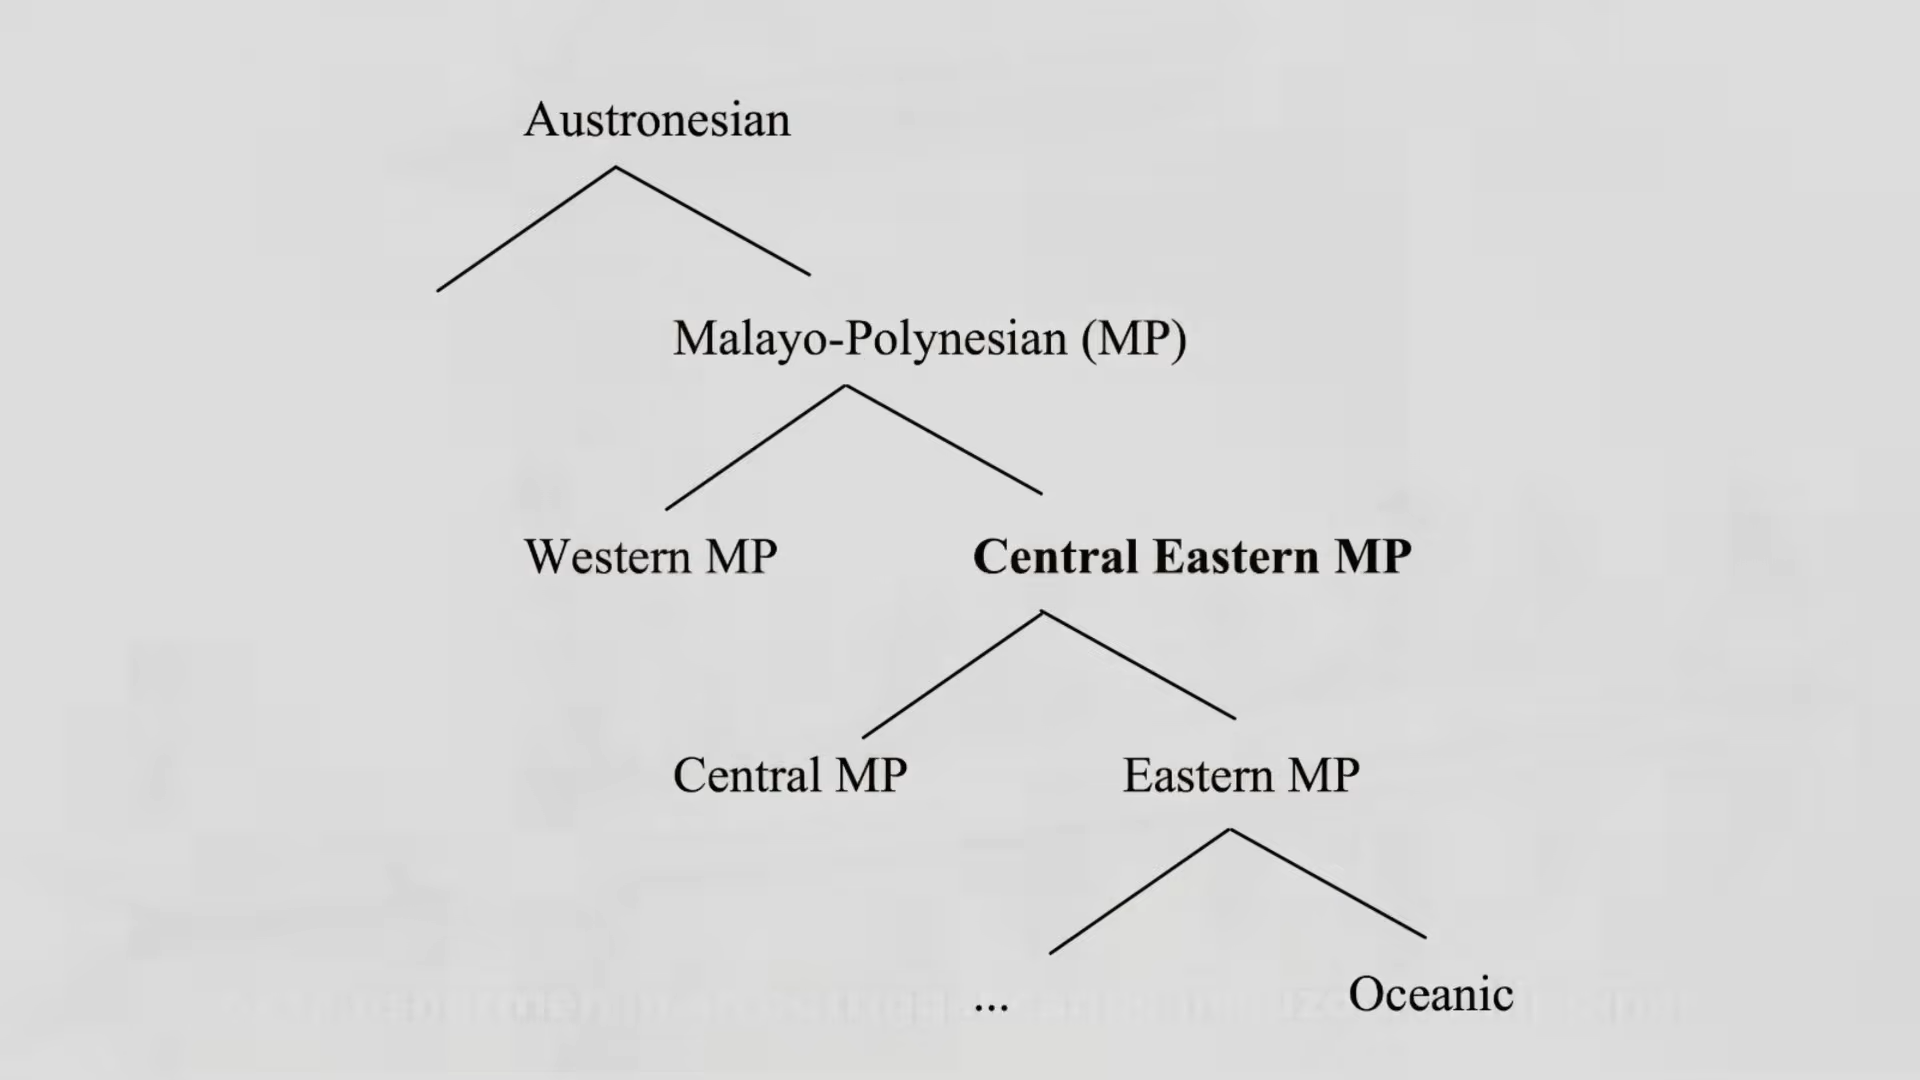 Austronesian
Malayo-Polynesian (MP)
Western MP
Central Eastern MP
Central MP
Eastern MP
...
Oceanic